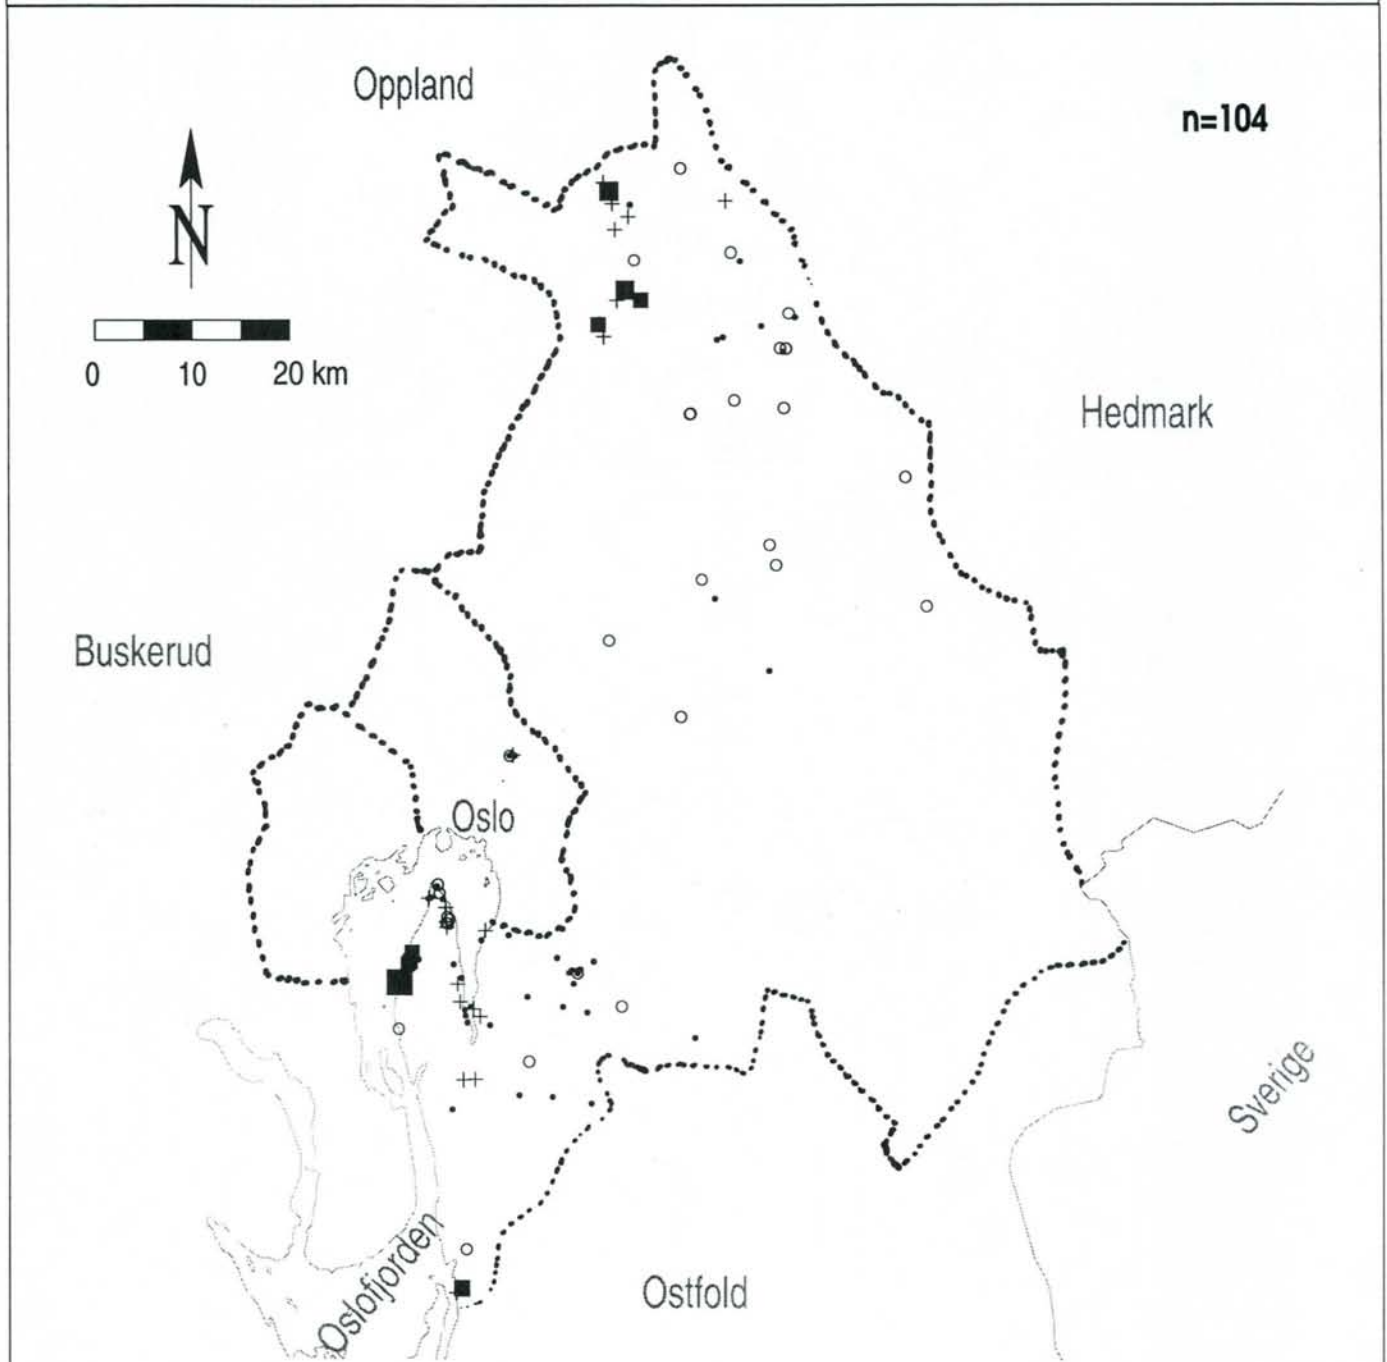 Oppland
n=104
N
0 10 20 km
Hedmark
Buskerud
Oslo
Sverige
Oslofjorden
Ostfold